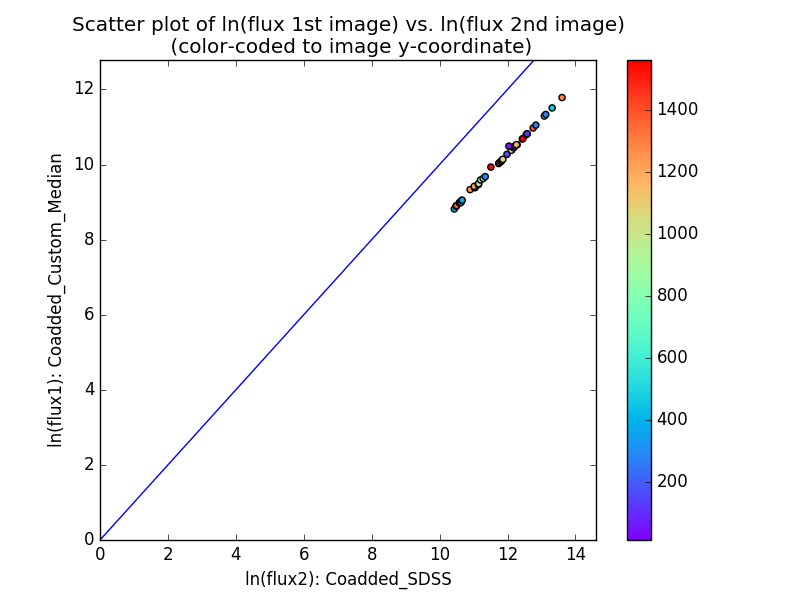 Scatter plot of ln(flux 1st image) vs. ln(flux 2nd image)
(color-coded to image y-coordinate)
ln(flux1): Coadded_Custom_Median
12
10
8
6
4
2
0
0 2 4 6 8 10 12 14
ln(flux2): Coadded_SDSS
1400
1200
1000
800
600
400
200